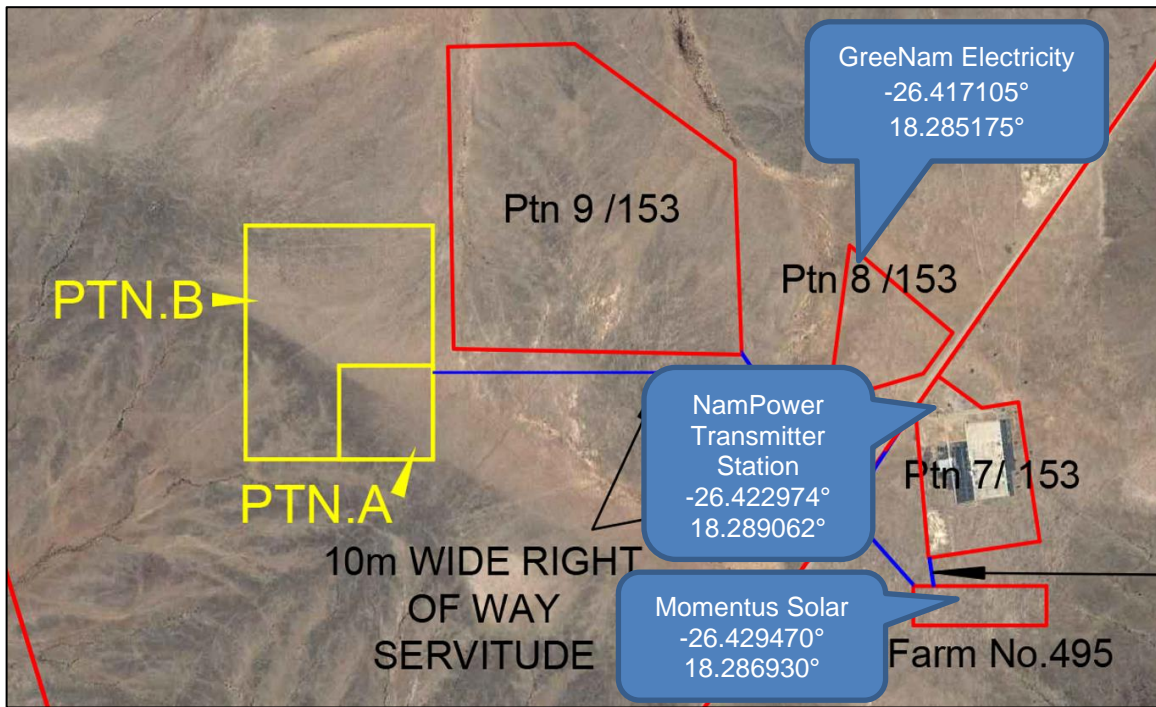 GreeNam Electricity
-26.417105°
18.285175°
Ptn 9 /153
Ptn 8 /153
PTN.B
NamPower
Transmitter
Station
-26.422974°
18.289062°
Ptn 7/ 153
PTN.A
10m WIDE RIGHT
OF WAY
SERVITUDE
Momentus Solar
-26.429470°
18.286930°
Farm No.495